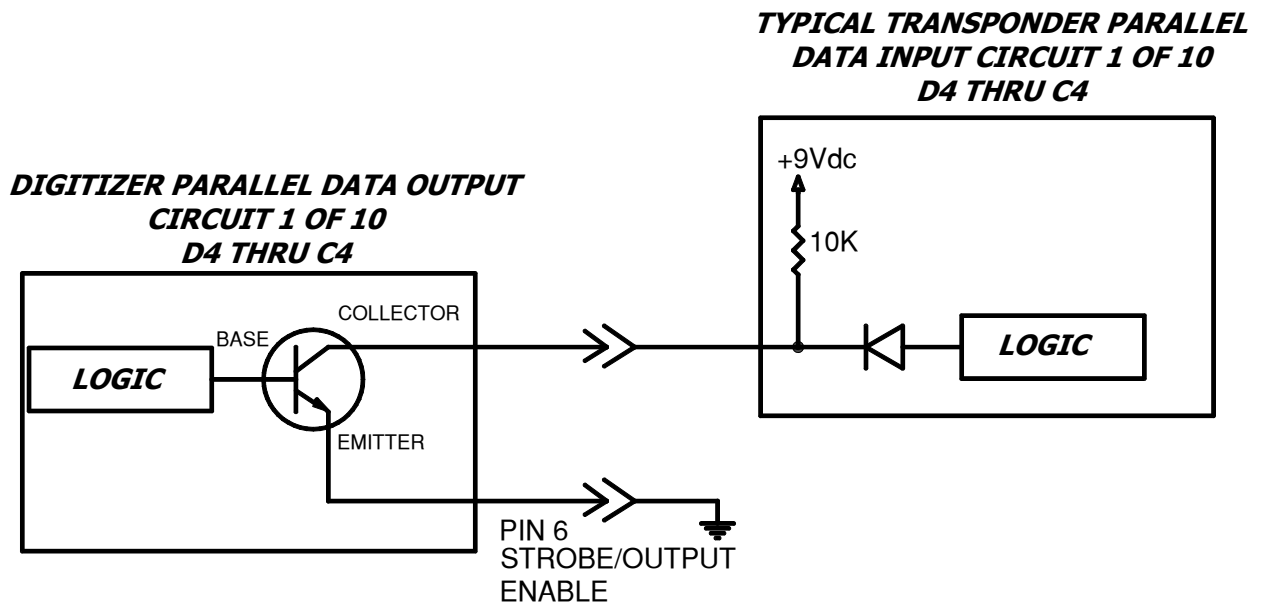 TYPICAL TRANSPONDER PARALLEL
DATA INPUT CIRCUIT 1 OF 10
D4 THRU C4
+9Vdc
10K
LOGIC
DIGITIZER PARALLEL DATA OUTPUT
CIRCUIT 1 OF 10
D4 THRU C4
COLLECTOR
BASE
LOGIC
EMITTER
PIN 6
STROBE/OUTPUT
ENABLE